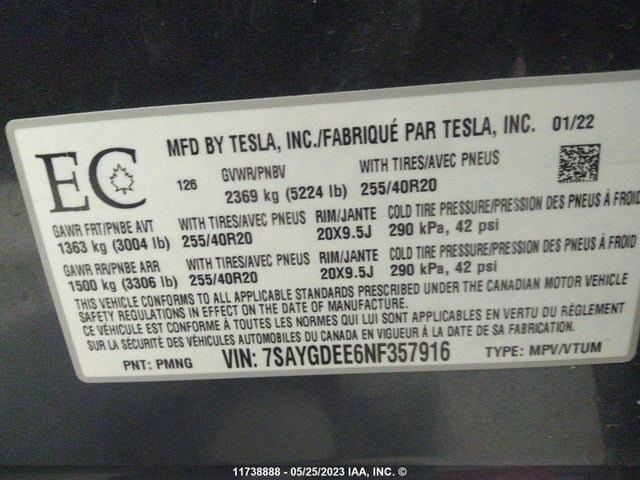 EC
MFD BY TESLA, INC./FABRIQUÉ PAR TESLA, INC. 01/22
126
GVWR/PNBV WITH TIRES/AVEC PNEUS
2369 kg (5224 lb) 255/40R20
GAWR FRT/PNBE AVT WITH TIRES/AVEC PNEUS RIM/JANTE COLD TIRE PRESSURE/PRESSION DES PNEUS À FROID
1363 kg (3004 lb) 255/40R20 20X9.5J 290 kPa, 42 psi
GAWR RR/PNBE ARR WITH TIRES/AVEC PNEUS RIM/JANTE COLD TIRE PRESSURE/PRESSION DES PNEUS À FROID
1500 kg (3306 lb) 255/40R20 20X9.5J 290 kPa, 42 psi
THIS VEHICLE CONFORMS TO ALL APPLICABLE STANDARDS PRESCRIBED UNDER THE CANADIAN MOTOR VEHICLE
SAFETY REGULATIONS IN EFFECT ON THE DATE OF MANUFACTURE.
CE VÉHICULE EST CONFORME À TOUTES LES NORMES QUI LUI SONT APPLICABLES EN VERTU DU RÈGLEMENT
SUR LA SÉCURITÉ DES VÉHICULES AUTOMOBILES DU CANADA EN VIGUEUR À LA DATE DE SA FABRICATION.
PNT: PMNG VIN: 7SAYGDEE6NF357916 TYPE: MPV/VTUM
11738888 - 05/25/2023 IAA, INC. ©